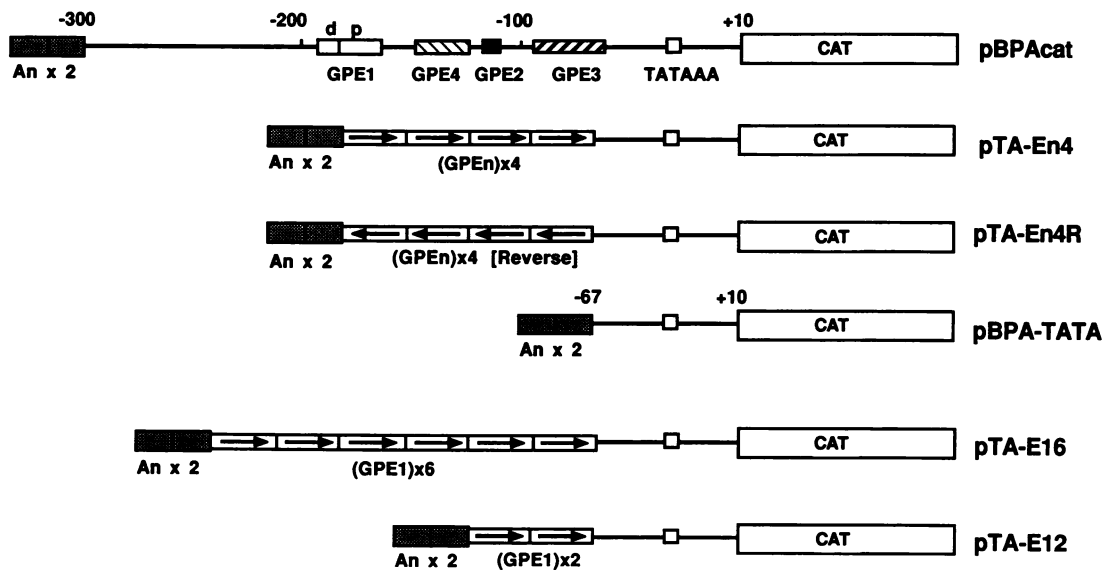 -300 -200 -100 +10
d p
CAT pBPAcat
An x 2 GPE1 GPE4 GPE2 GPE3 TATAAA
CAT pTA-En4
An x 2 (GPEn)x4
CAT pTA-En4R
An x 2 (GPEn)x4 [Reverse]
-67 +10
CAT pBPA-TATA
An x 2
CAT pTA-E16
An x 2 (GPE1)x6
CAT pTA-E12
An x 2 (GPE1)x2